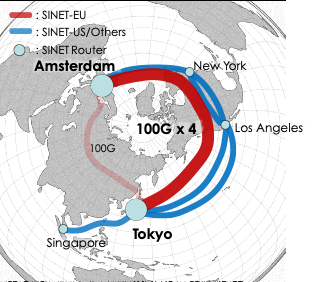 : SINET-EU
: SINET-US/Others
: SiNET Router
Amsterdam
New York
100G x 4
Los Angeles
100G
Singapore
Tokyo